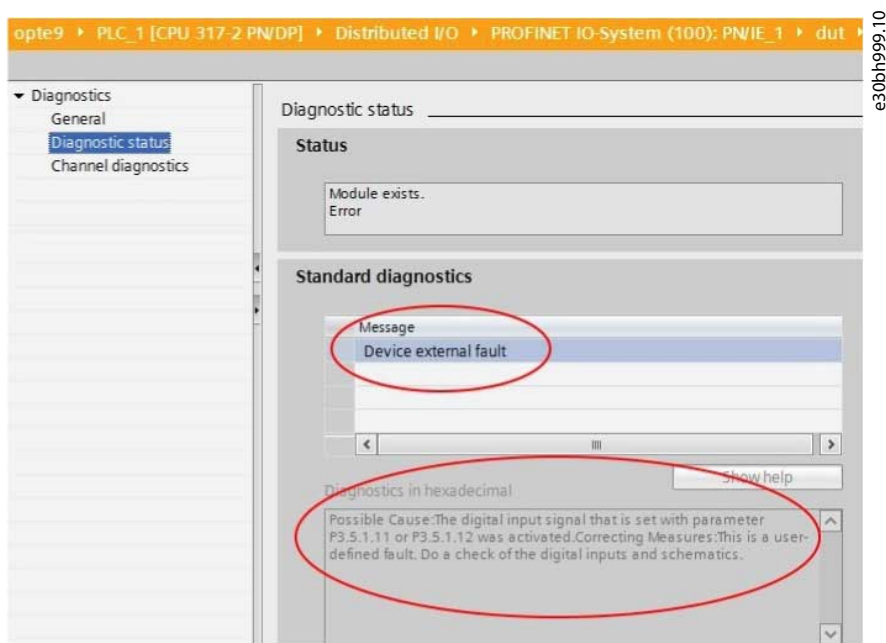 opte9 ▸ PLC_1 [CPU 317-2 PN/DP] ▸ Distributed I/O ▸ PROFINET IO-System (100): PN/IE_1 ▸ dut ▸
e30bh999.10
Diagnostics
General
Diagnostic status
Channel diagnostics
Diagnostic status
Status
Module exists.
Error
Standard diagnostics
Message
Device external fault
Show help
Diagnostics in hexadecimal
Possible Cause:The digital input signal that is set with parameter
P3.5.1.11 or P3.5.1.12 was activated.Correcting Measures:This is a user-
defined fault. Do a check of the digital inputs and schematics.